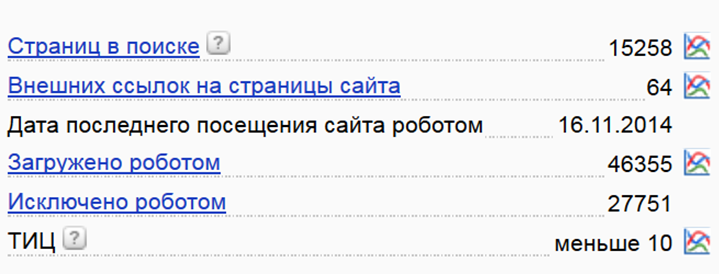 Страниц в поиске ? 15258
Внешних ссылок на страницы сайта 64
Дата последнего посещения сайта роботом 16.11.2014
Загружено роботом 46355
Исключено роботом 27751
ТИЦ ? меньше 10